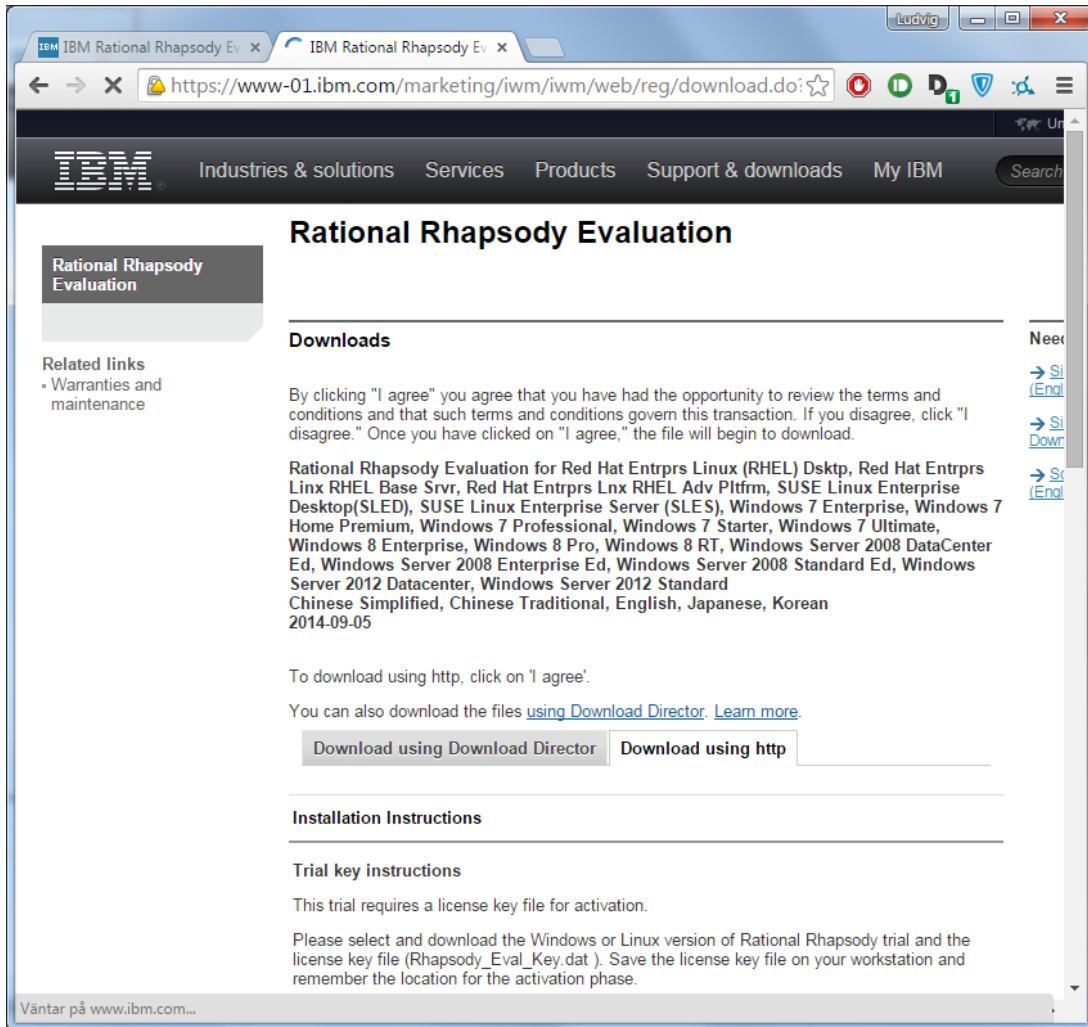 Ludvig
IBM IBM Rational Rhapsody Ev
IBM Rational Rhapsody Ev
https://www-01.ibm.com/marketing/iwm/iwm/web/reg/download.do?
1
Un
IBM
Industries & solutions Services Products Support & downloads My IBM
Search
Rational Rhapsody Evaluation
Rational Rhapsody
Evaluation
Related links
Warranties and
maintenance
Downloads
By clicking "I agree" you agree that you have had the opportunity to review the terms and
conditions and that such terms and conditions govern this transaction. If you disagree, click "I
disagree." Once you have clicked on "I agree," the file will begin to download.
Rational Rhapsody Evaluation for Red Hat Entrprs Linux (RHEL) Dsktp, Red Hat Entrprs
Linx RHEL Base Srvr, Red Hat Entrprs Lnx RHEL Adv Pltfrm, SUSE Linux Enterprise
Desktop(SLED), SUSE Linux Enterprise Server (SLES), Windows 7 Enterprise, Windows 7
Home Premium, Windows 7 Professional, Windows 7 Starter, Windows 7 Ultimate,
Windows 8 Enterprise, Windows 8 Pro, Windows 8 RT, Windows Server 2008 DataCenter
Ed, Windows Server 2008 Enterprise Ed, Windows Server 2008 Standard Ed, Windows
Server 2012 Datacenter, Windows Server 2012 Standard
Chinese Simplified, Chinese Traditional, English, Japanese, Korean
2014-09-05
To download using http, click on 'I agree'.
You can also download the files using Download Director. Learn more.
Download using Download Director Download using http
Installation Instructions
Trial key instructions
This trial requires a license key file for activation.
Please select and download the Windows or Linux version of Rational Rhapsody trial and the
license key file (Rhapsody_Eval_Key.dat ). Save the license key file on your workstation and
remember the location for the activation phase.
Need
Si
(Engl
Si
Down
(Engl
Väntar på www.ibm.com...